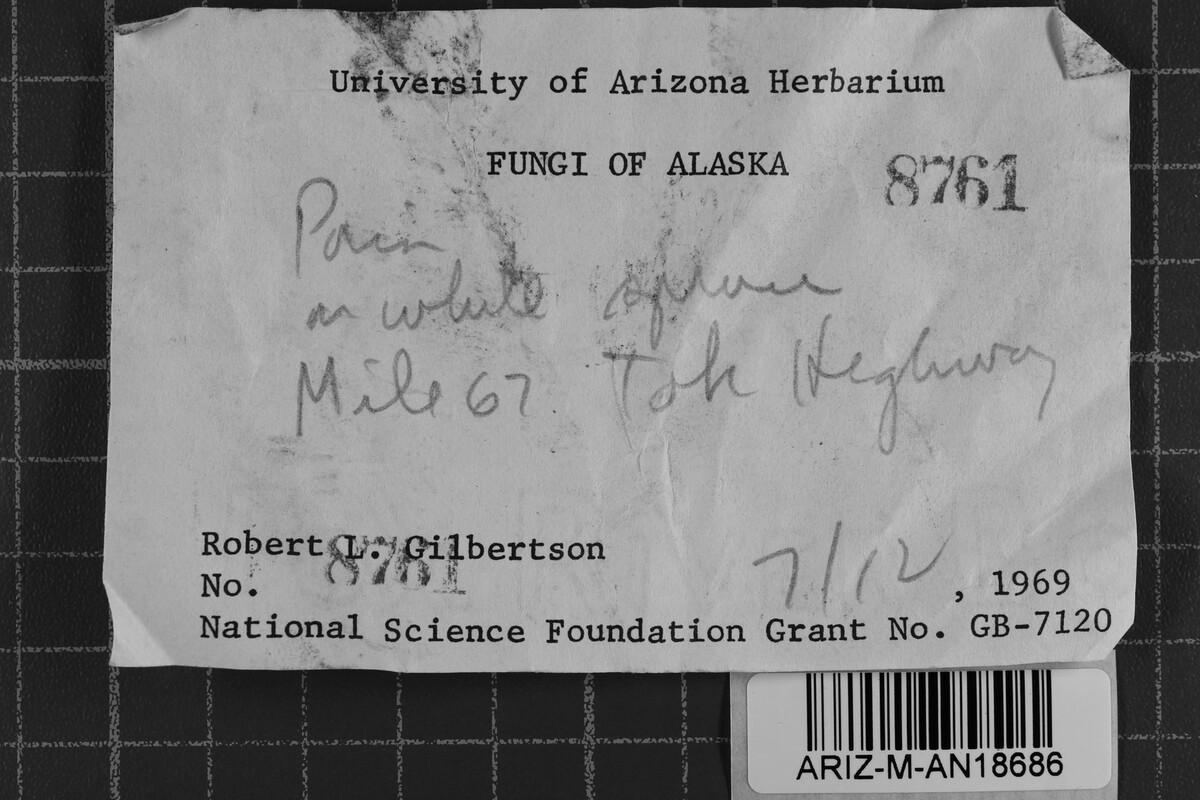 University of Arizona Herbarium
FUNGI OF ALASKA 8761
Poria
on white spruce
Mile 67 Tok Highway
Robert L. Gilbertson
No. 8761 7/12, 1969
National Science Foundation Grant No. GB-7120
ARIZ-M-AN18686